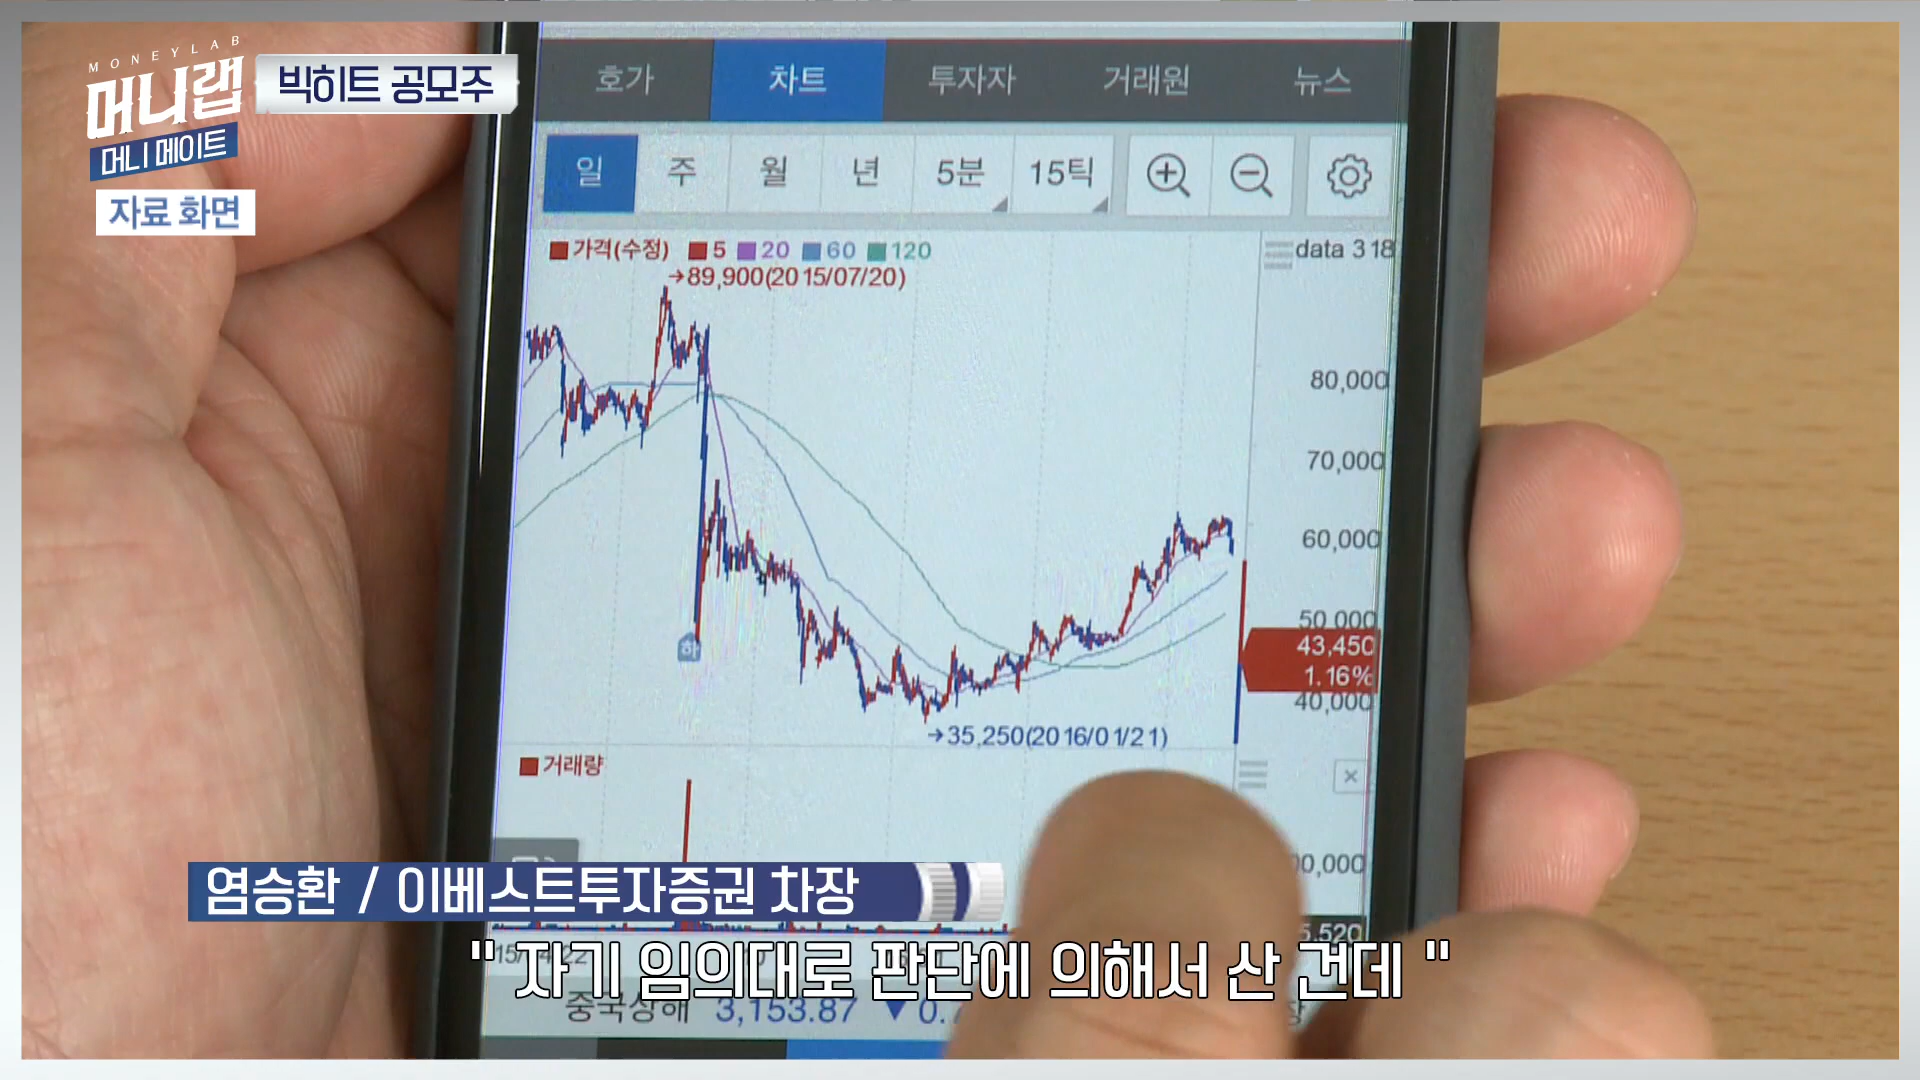 MONEYLAB
머니랩
머니 메이트
빅히트 공모주
자료 화면
호가 차트 투자자 거래원 뉴스
일 주 월 년 5분 15틱
가격(수정) 5 20 60 120
data 318
→89,900(2015/07/20)
80,000
70,000
60,000
50,000
43,450
1.16%
40,000
하
→35,250(2016/01/21)
거래량
염승환 / 이베스트투자증권 차장
" 자기 임의대로 판단에 의해서 산 건데 "
중국상해 3,153.87 ▼